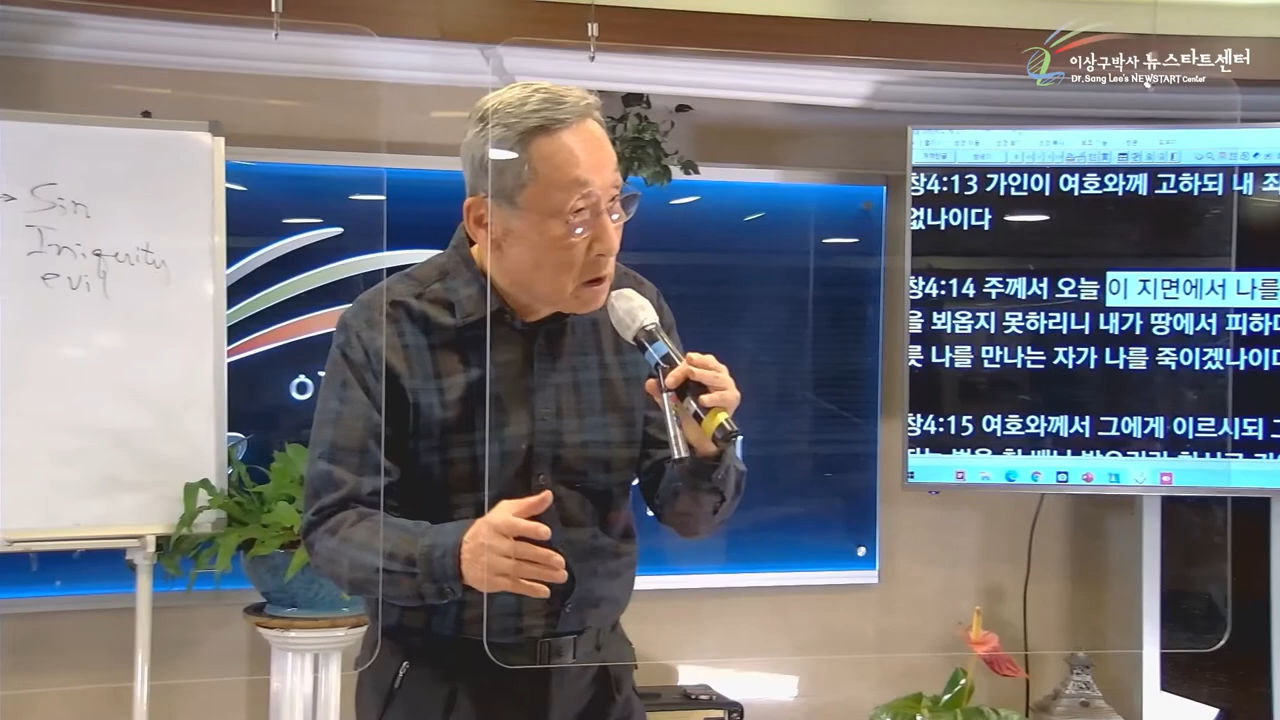 이상구박사 뉴스타트센터
Dr. Sang Lee's NEWSTART Center
→ Sin
Iniquity
evil
창4:13 가인이 여호와께 고하되 내 죄
없나이다
창4:14 주께서 오늘 이 지면에서 나를
을 뵈옵지 못하리니 내가 땅에서 피하며
릇 나를 만나는 자가 나를 죽이겠나이다
창4:15 여호와께서 그에게 이르시되 그